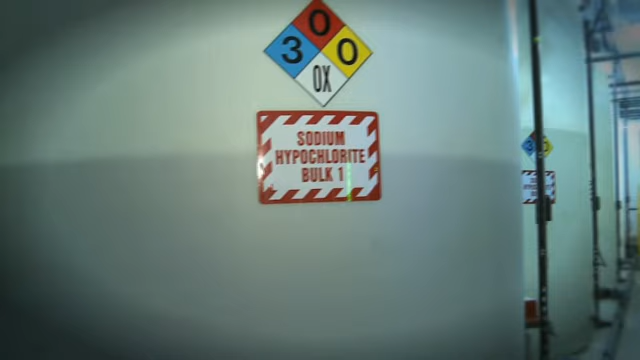 0
3 0
OX
SODIUM
HYPOCHLORITE
BULK 1